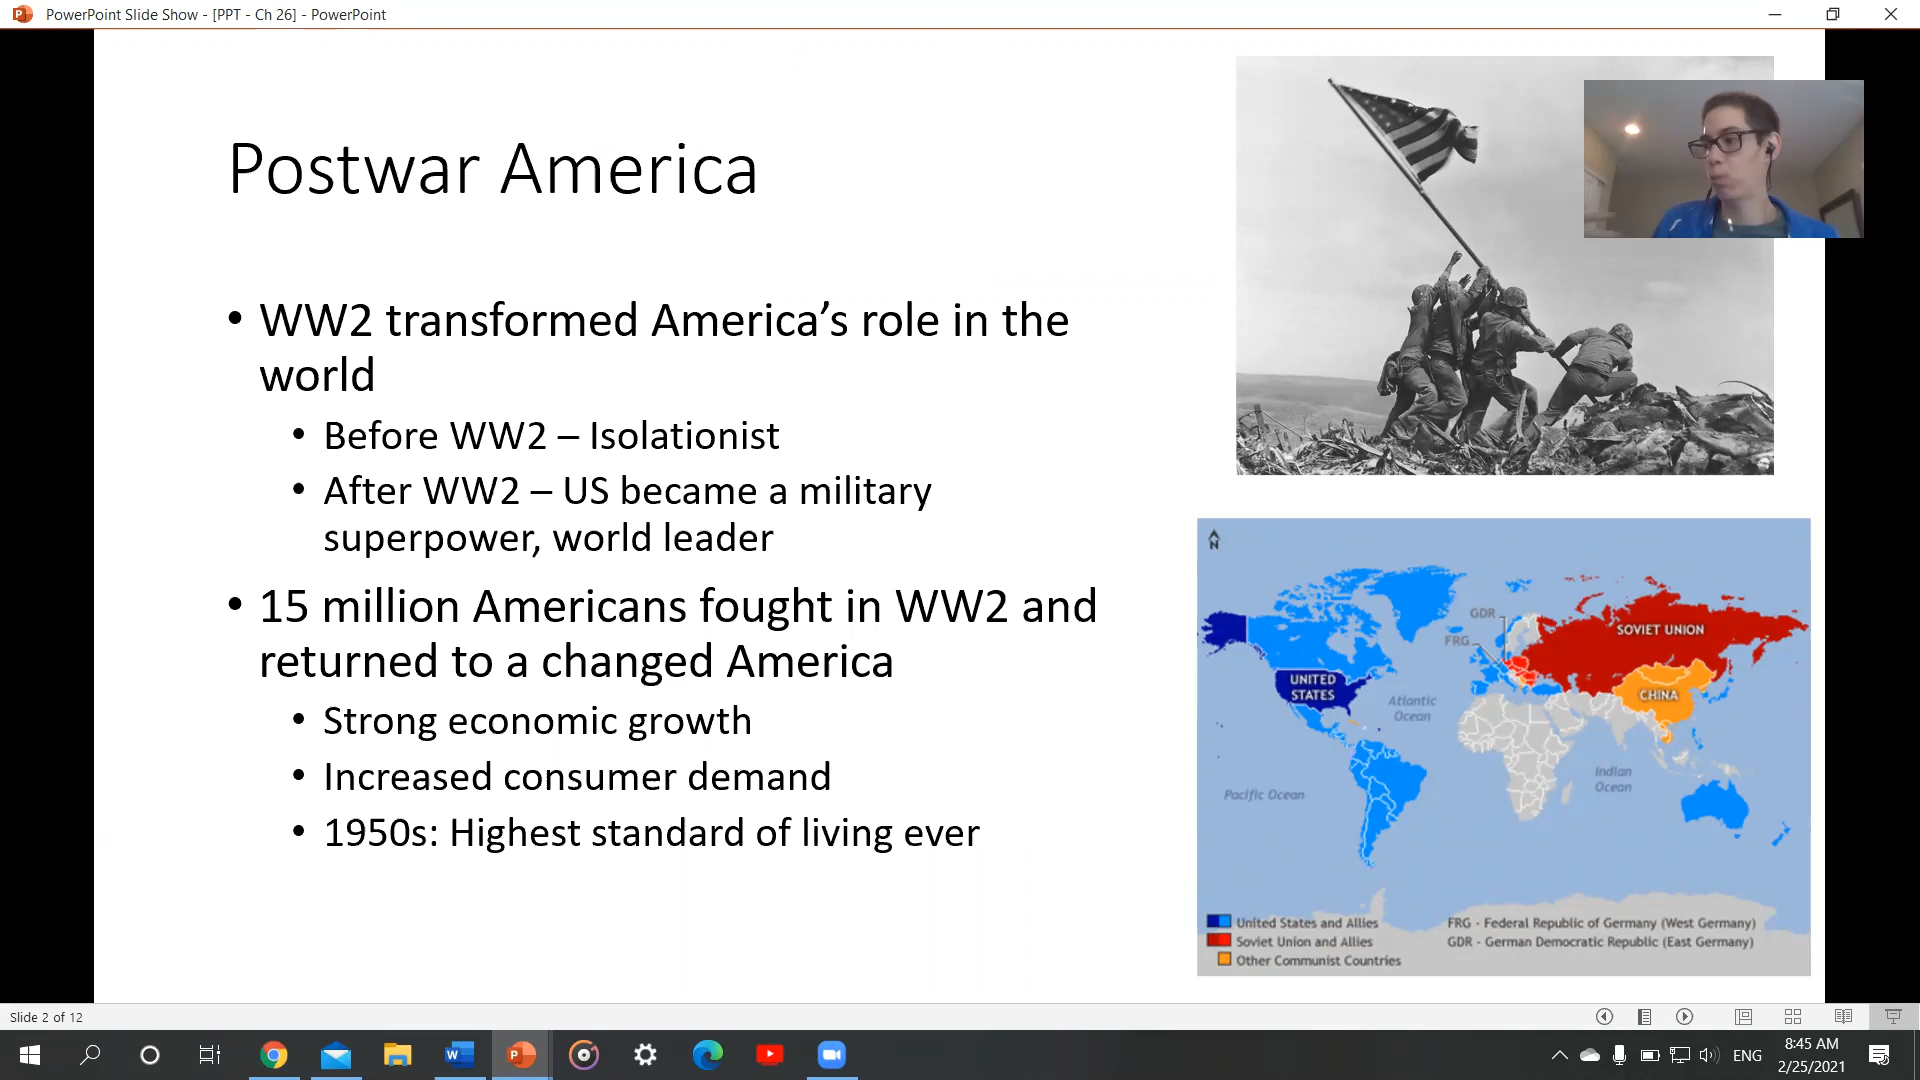 PowerPoint Slide Show - [PPT - Ch 26] - PowerPoint
Postwar America
• WW2 transformed America’s role in the
world
• Before WW2 – Isolationist
• After WW2 – US became a military
superpower, world leader
• 15 million Americans fought in WW2 and
returned to a changed America
• Strong economic growth
• Increased consumer demand
• 1950s: Highest standard of living ever
N
GDR
FRG
SOVIET UNION
UNITED
STATES
CHINA
Atlantic
Ocean
Indian
Ocean
Pacific Ocean
United States and Allies
Soviet Union and Allies
Other Communist Countries
FRG - Federal Republic of Germany (West Germany)
GDR - German Democratic Republic (East Germany)
Slide 2 of 12
ENG
8:45 AM
2/25/2021